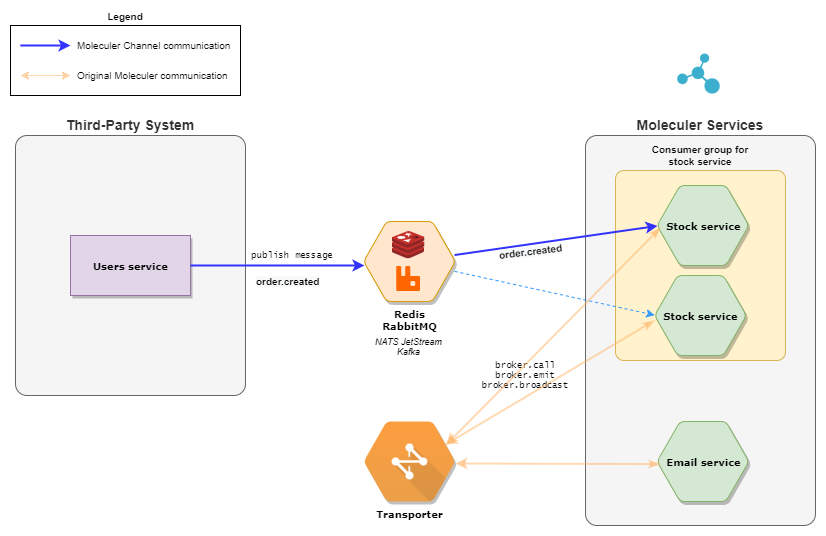 Legend
Moleculer Channel communication
Original Moleculer communication
Third-Party System
Moleculer Services
Consumer group for
stock service
Users service
publish message
order.created
Redis
RabbitMQ
NATS JetStream
Kafka
order.created
Stock service
Stock service
broker.call
broker.emit
broker.broadcast
Transporter
Email service